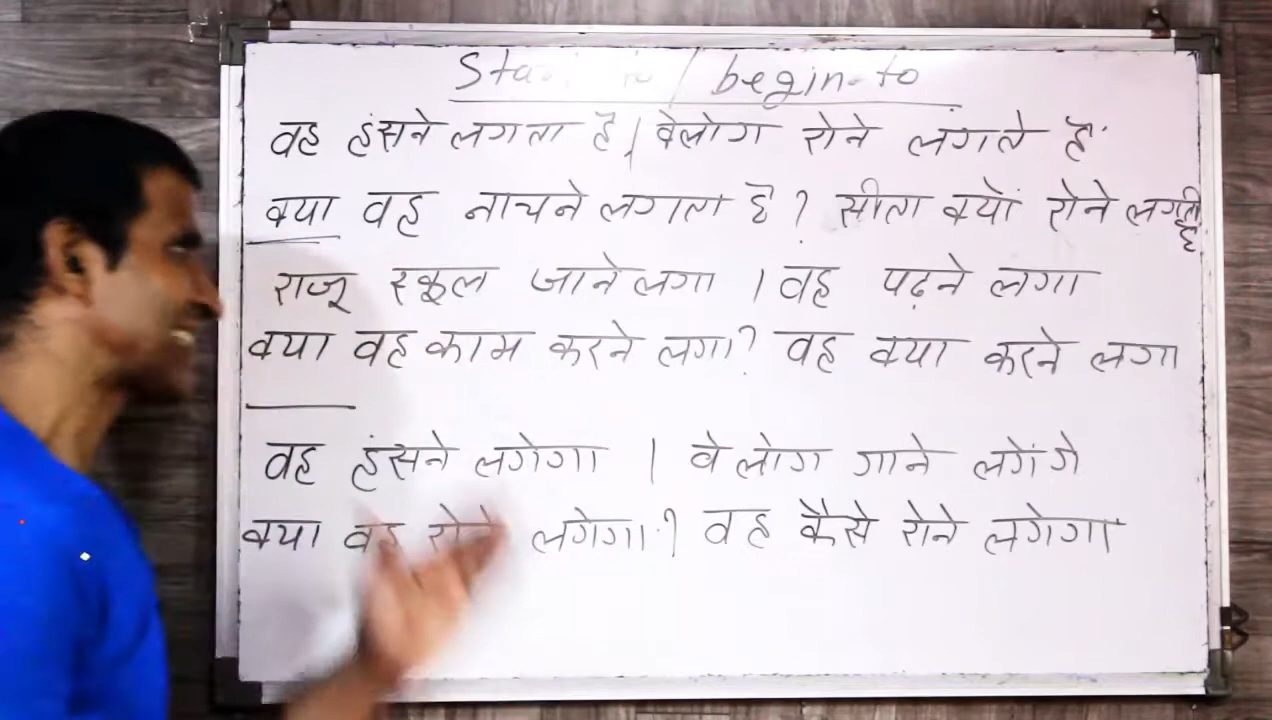 Sta / begin-to
वह हंसने लगता है | वे लोग रोने लगते हैं
क्या वह नाचने लगता है ? सीता क्यों रोने लगती है
राजू स्कूल जाने लगा । वह पढ़ने लगा
क्या वह काम करने लगा ? वह क्या करने लगा
वह हंसने लगेगा । वे लोग गाने लगेंगे
क्या वह रोने लगेगा ? वह कैसे रोने लगेगा